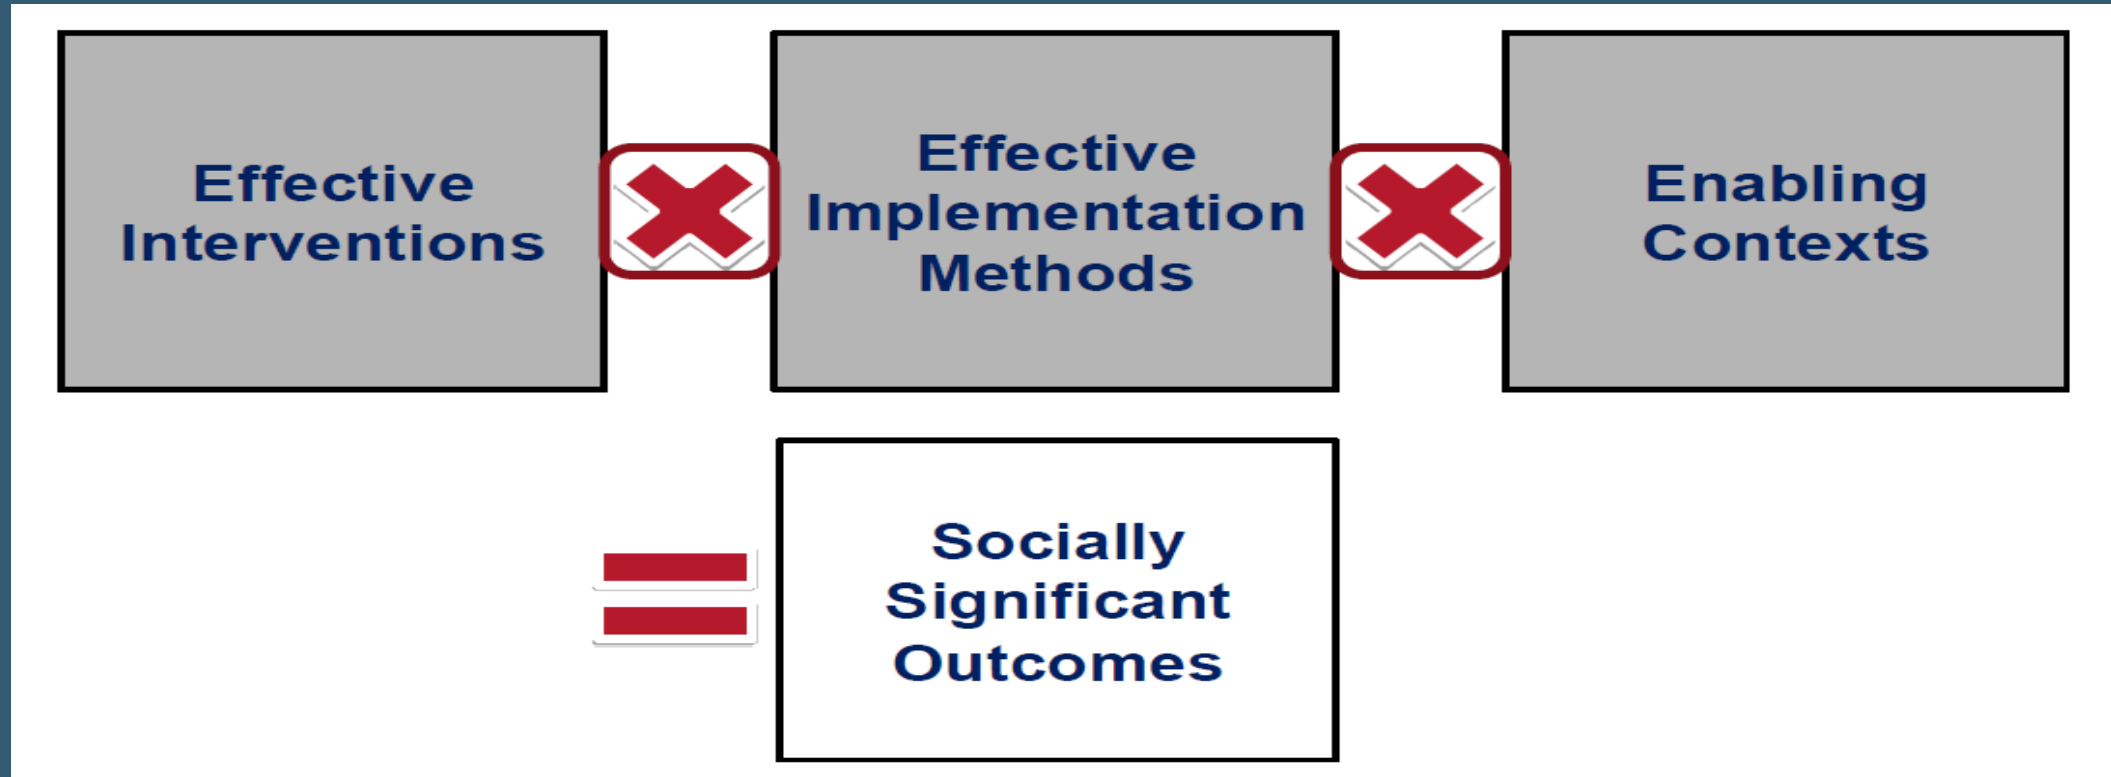 Effective
Interventions
Effective
Implementation
Methods
Enabling
Contexts
Socially
Significant
Outcomes